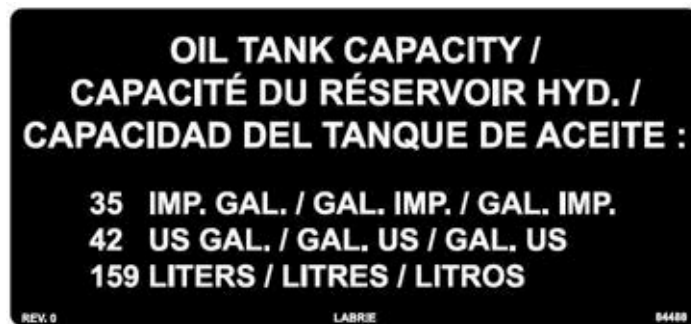 OIL TANK CAPACITY /
CAPACITÉ DU RÉSERVOIR HYD. /
CAPACIDAD DEL TANQUE DE ACEITE :
35 IMP. GAL. / GAL. IMP. / GAL. IMP.
42 US GAL. / GAL. US / GAL. US
159 LITERS / LITRES / LITROS
REV. 0 LABRIE 84488